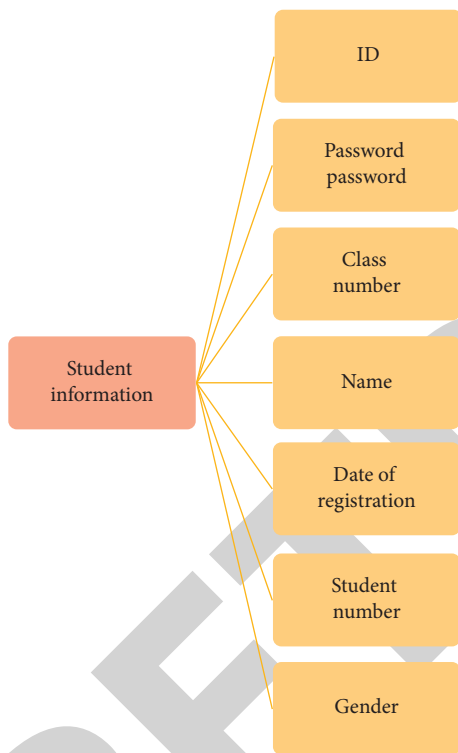 ID
Password
password
Class
number
Student
information
Name
Date of
registration
Student
number
Gender